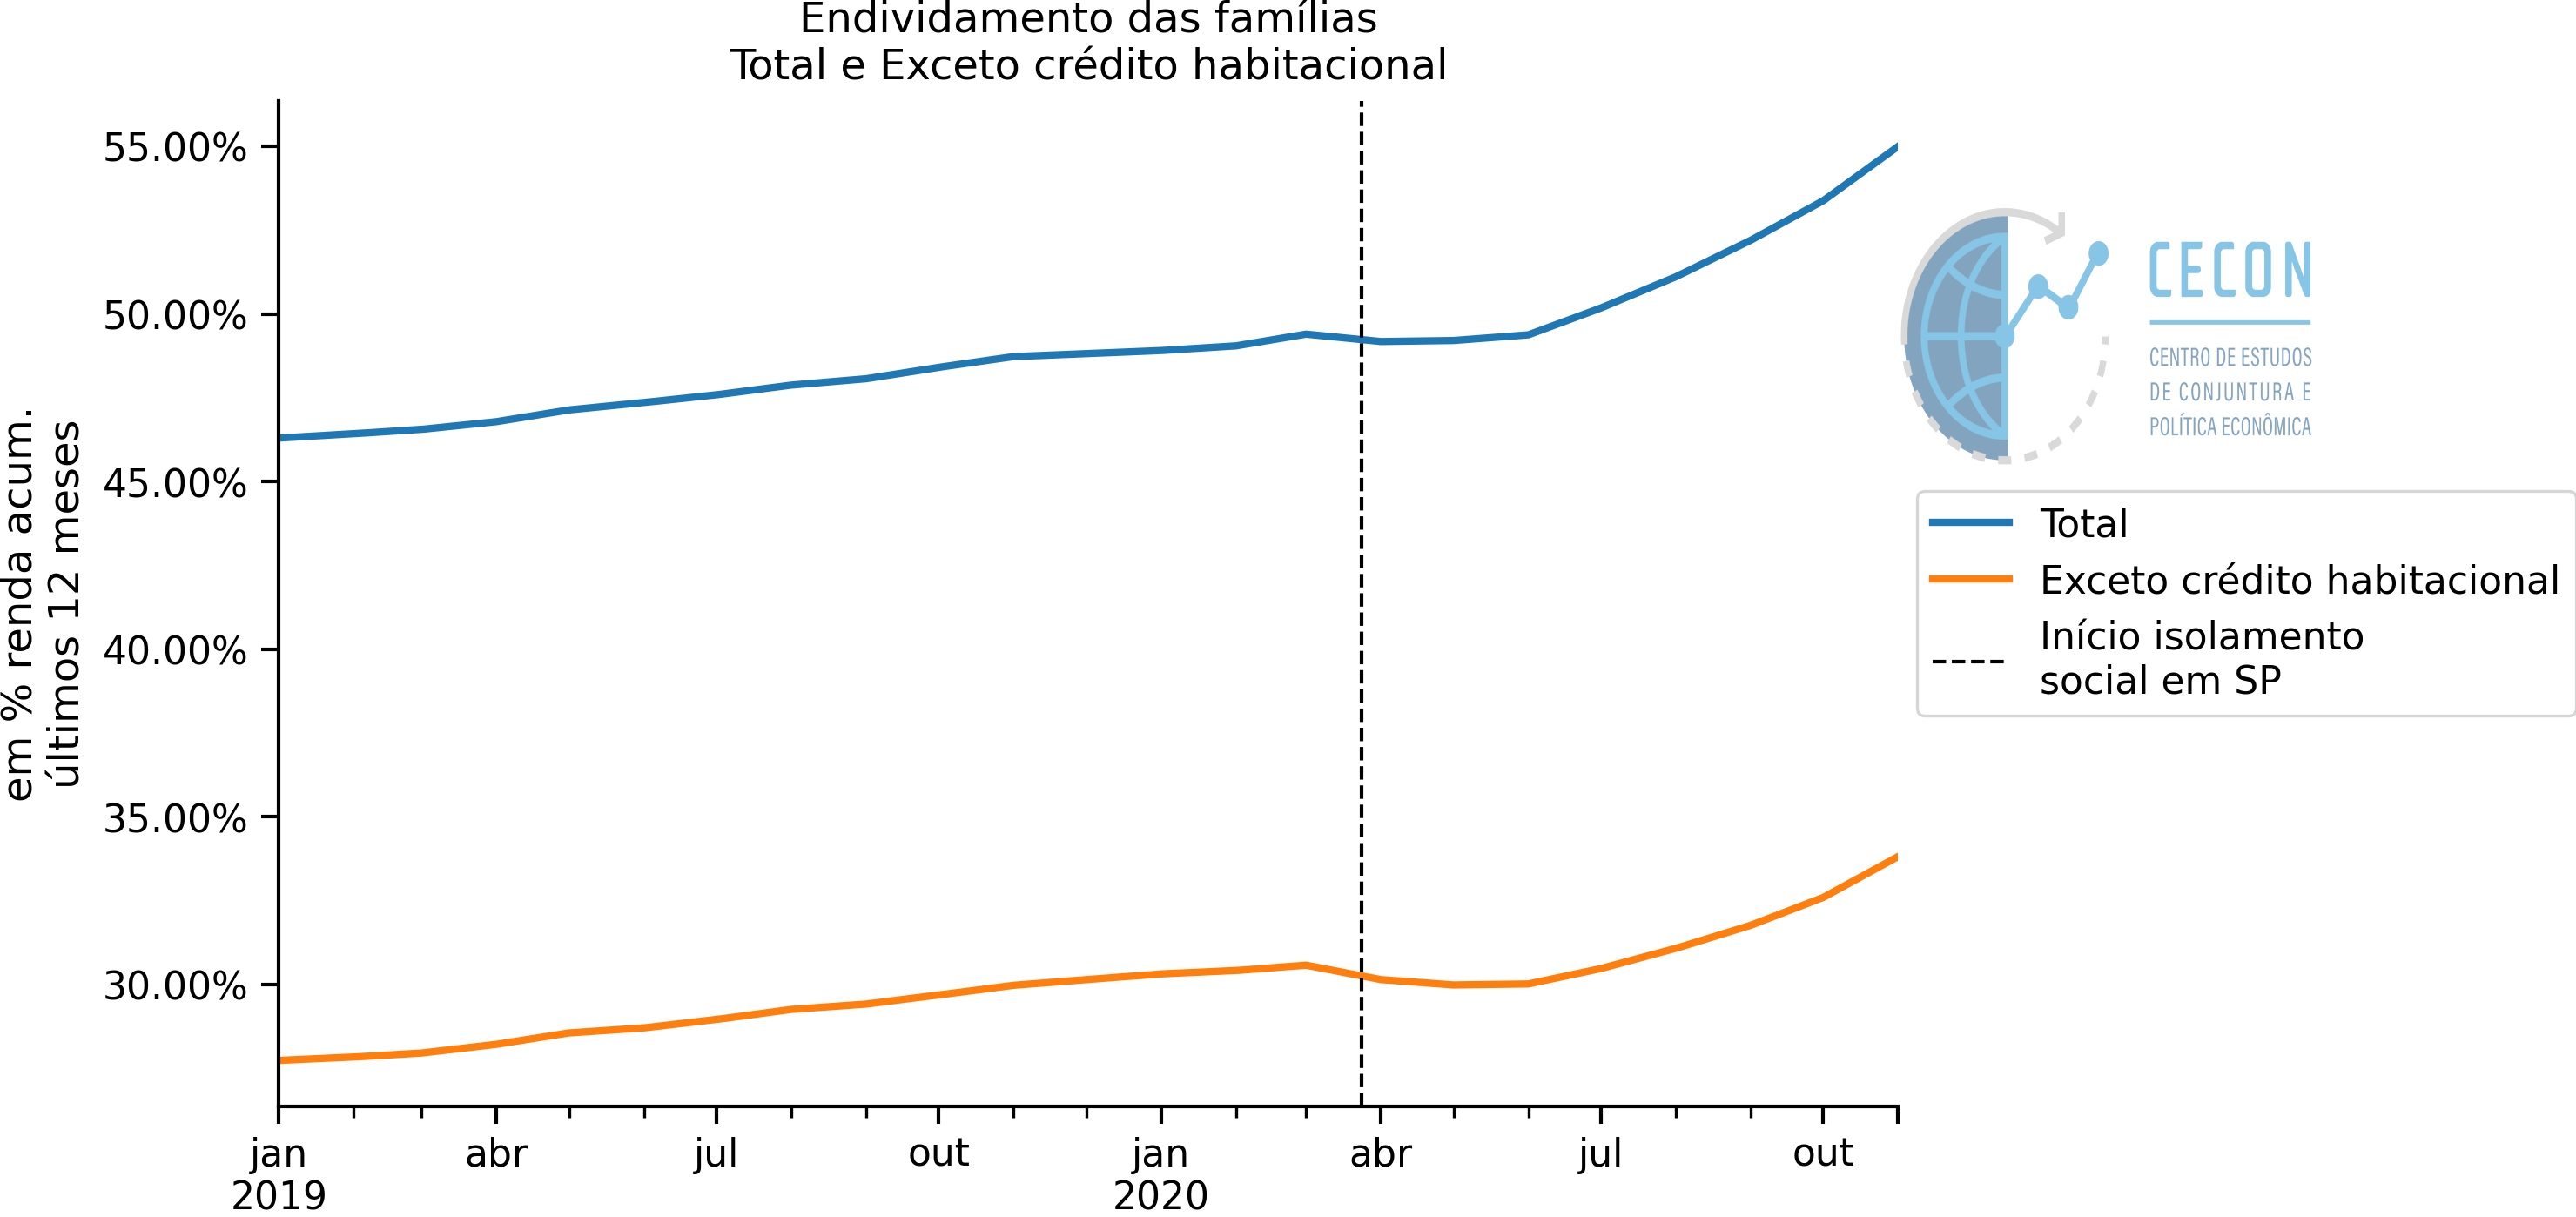 Endividamento das famílias
Total e Exceto crédito habitacional
em % renda acum.
últimos 12 meses
55.00%
50.00%
45.00%
40.00%
35.00%
30.00%
jan
2019
abr
jul
out
jan
2020
abr
jul
out
CECON
CENTRO DE ESTUDOS
DE CONJUNTURA E
POLÍTICA ECONÔMICA
Total
Exceto crédito habitacional
Início isolamento
social em SP